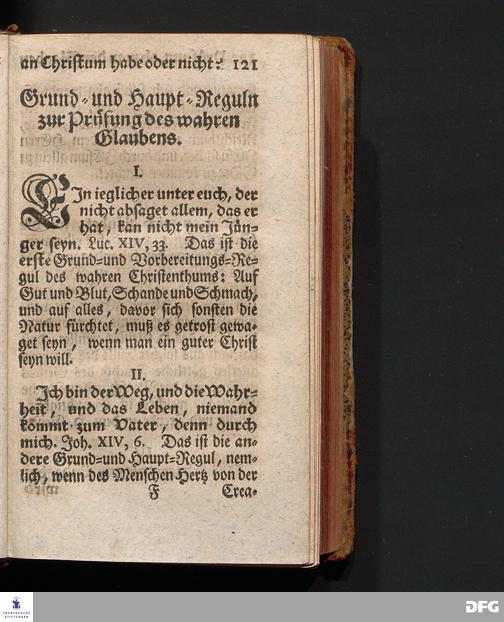 an Christum habe oder nicht? 121
Grund- und Haupt-Reguln
zur Prüfung des wahren
Glaubens.
I.
EIn ieglicher unter euch, der
nicht absaget allem, das er
hat, kan nicht mein Jün-
ger seyn. Luc. XIV, 33. Das ist die
erste Grund- und Vorbereitungs-Re-
gul des wahren Christenthums: Auf
Gut und Blut, Schande und Schmach,
und auf alles, davor sich sonsten die
Natur fürchtet, muß es getrost gewa-
get seyn, wenn man ein guter Christ
seyn will.
II.
Ich bin der Weg, und die Wahr-
heit, und das Leben, niemand
kommt zum Vater, denn durch
mich. Joh. XIV, 6. Das ist die an-
dere Grund- und Haupt-Regul, nem-
lich, wenn des Menschen Hertz von der
F Crea-
FRANCKESCHE
STIFTUNGEN
DFG